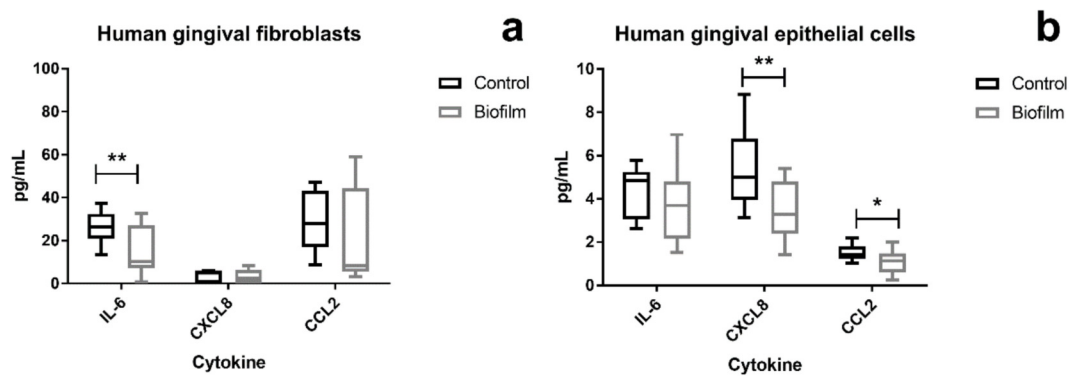 Human gingival fibroblasts
a
100
80
60
40
20
0
pg/mL
**
IL-6
CXCL8
CCL2
Cytokine
Control
Biofilm
Human gingival epithelial cells
b
10
8
6
4
2
0
pg/mL
**
*
IL-6
CXCL8
CCL2
Cytokine
Control
Biofilm